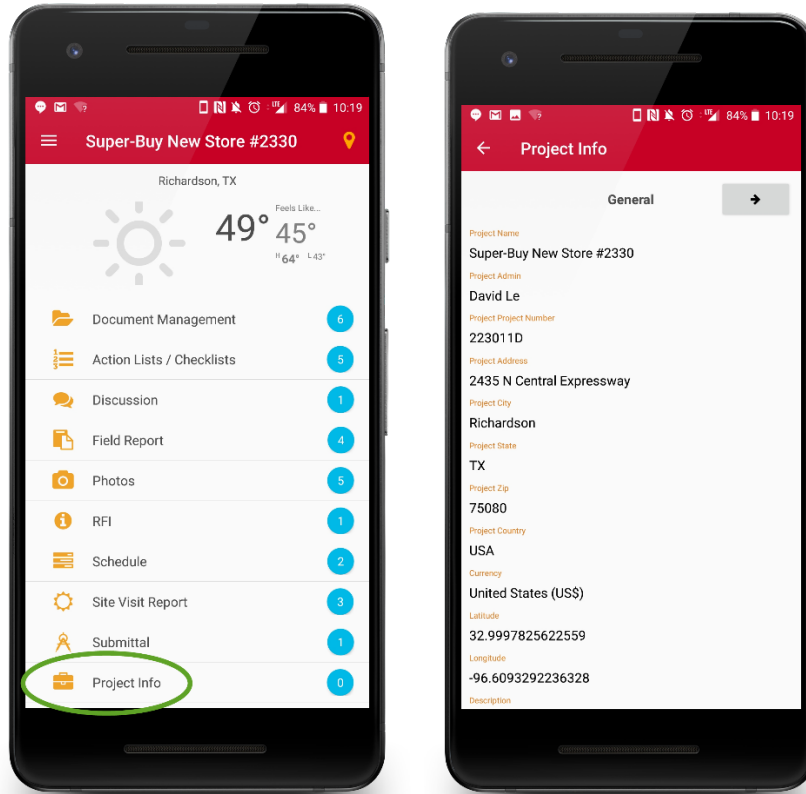 84% 10:19
Super-Buy New Store #2330
Richardson, TX
Feels Like...
49° 45°
H 64° L 43°
Document Management 6
Action Lists / Checklists 5
Discussion 1
Field Report 4
Photos 5
RFI 1
Schedule 2
Site Visit Report 3
Submittal 1
Project Info 0
LTE 84% 10:19
Project Info
General
Project Name
Super-Buy New Store #2330
Project Admin
David Le
Project Project Number
223011D
Project Address
2435 N Central Expressway
Project City
Richardson
Project State
TX
Project Zip
75080
Project Country
USA
Currency
United States (US$)
Latitude
32.9997825622559
Longitude
-96.6093292236328
Description